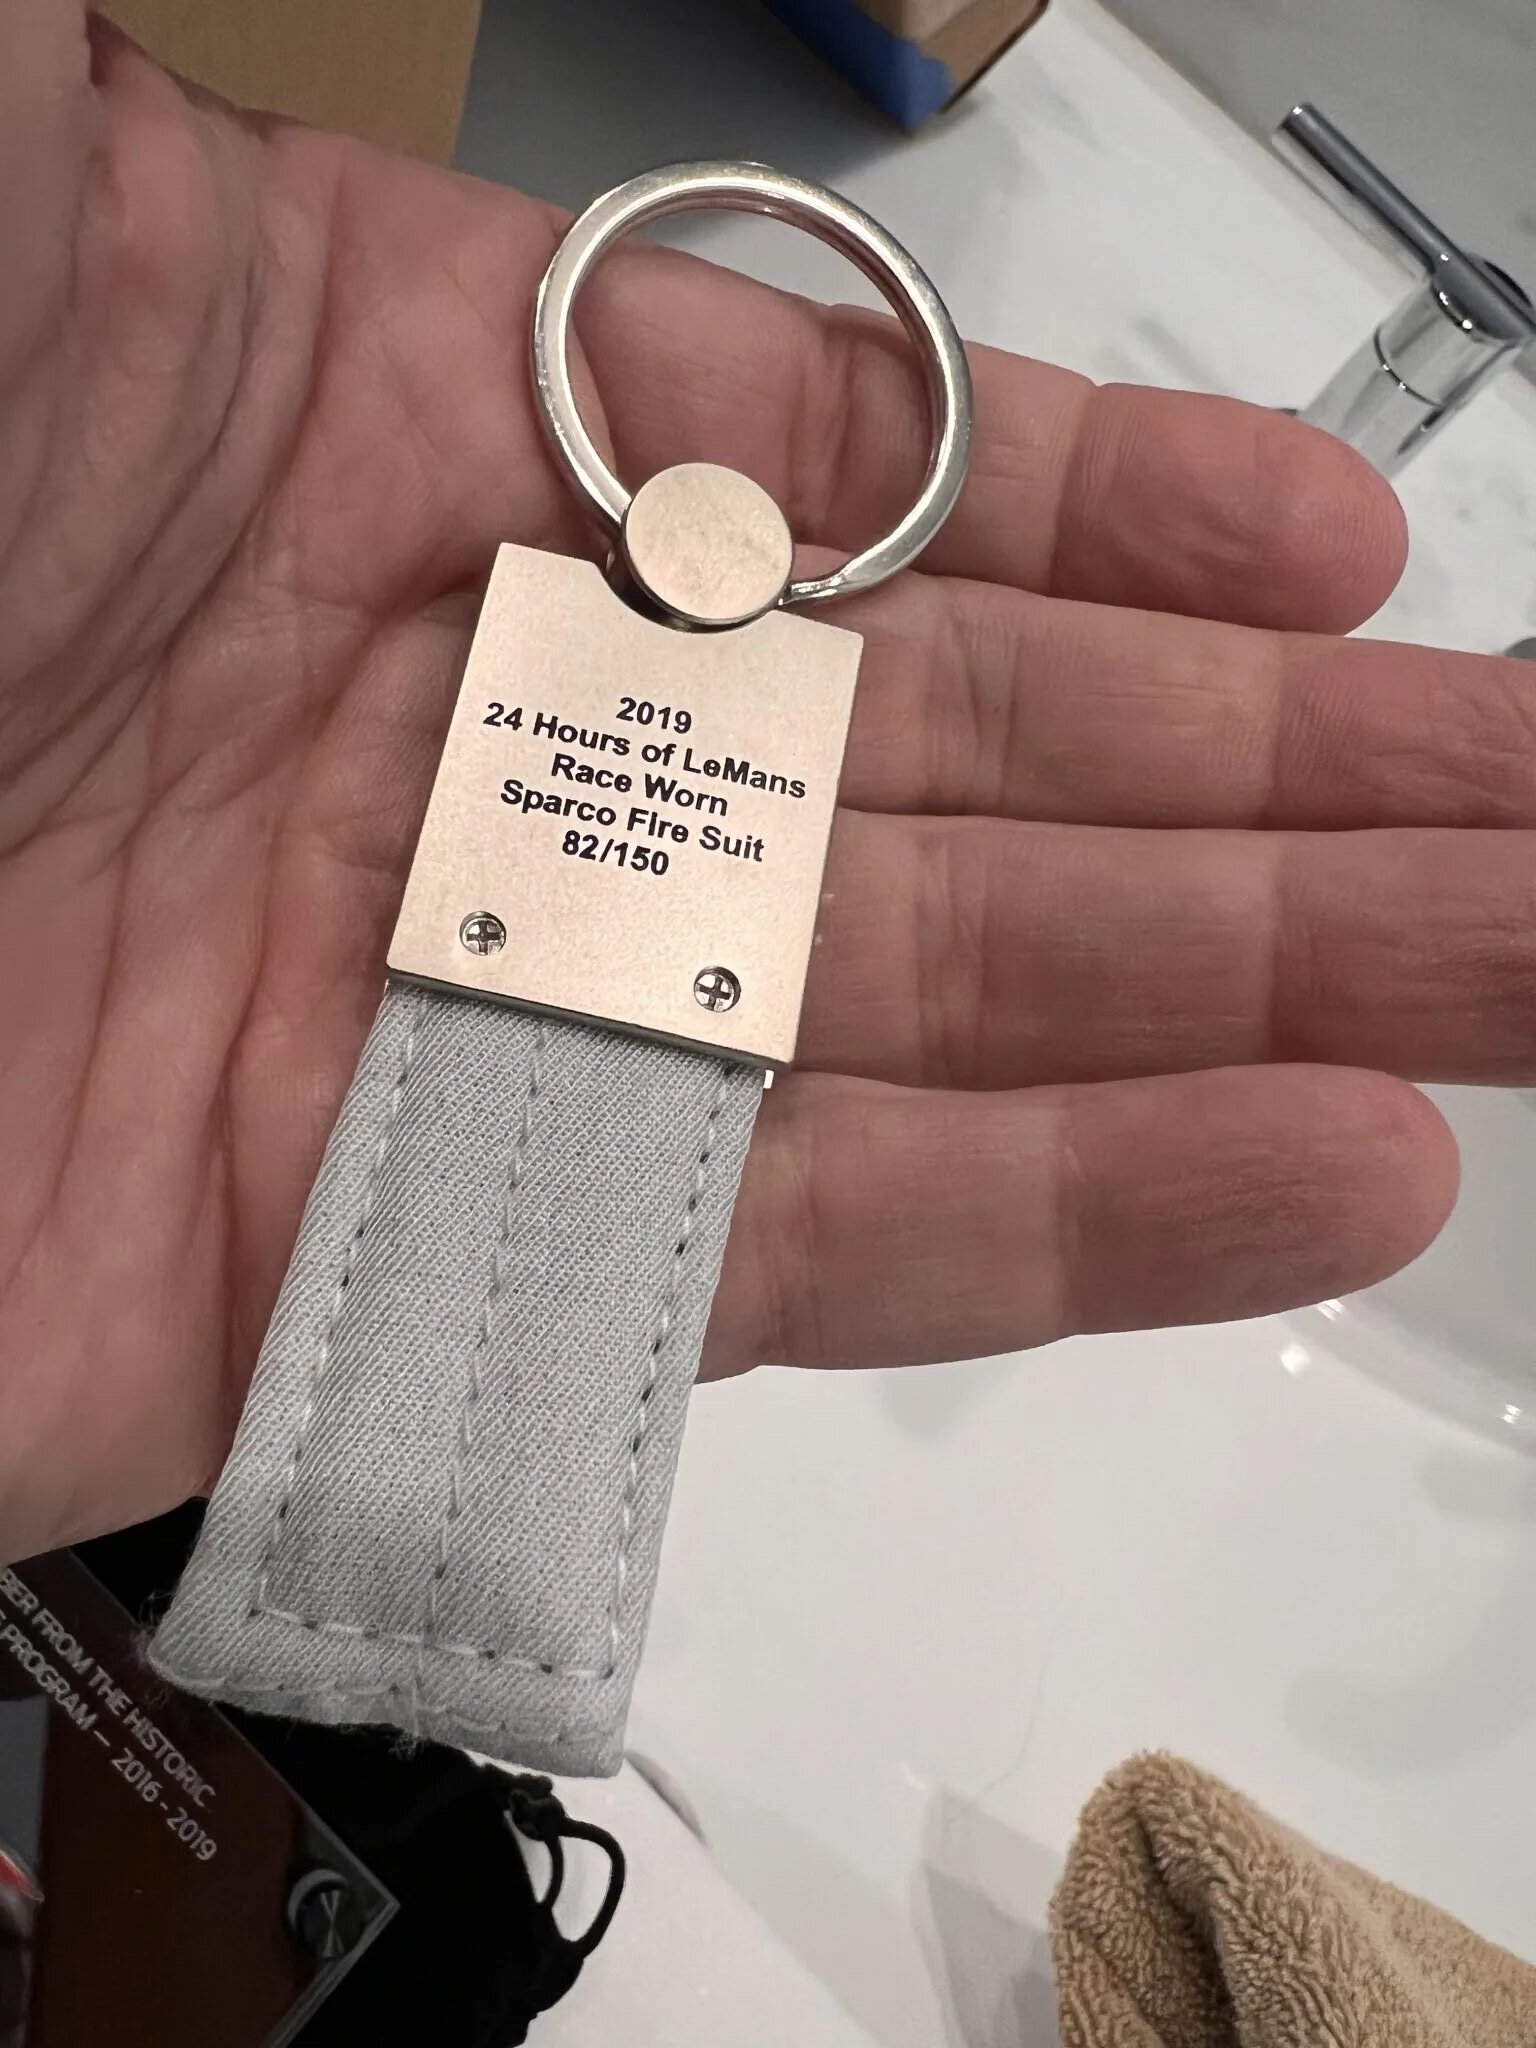 2019
24 Hours of LeMans
Race Worn
Sparco Fire Suit
82/150
FROM THE HISTORIC
PROGRAM — 2016 - 2019